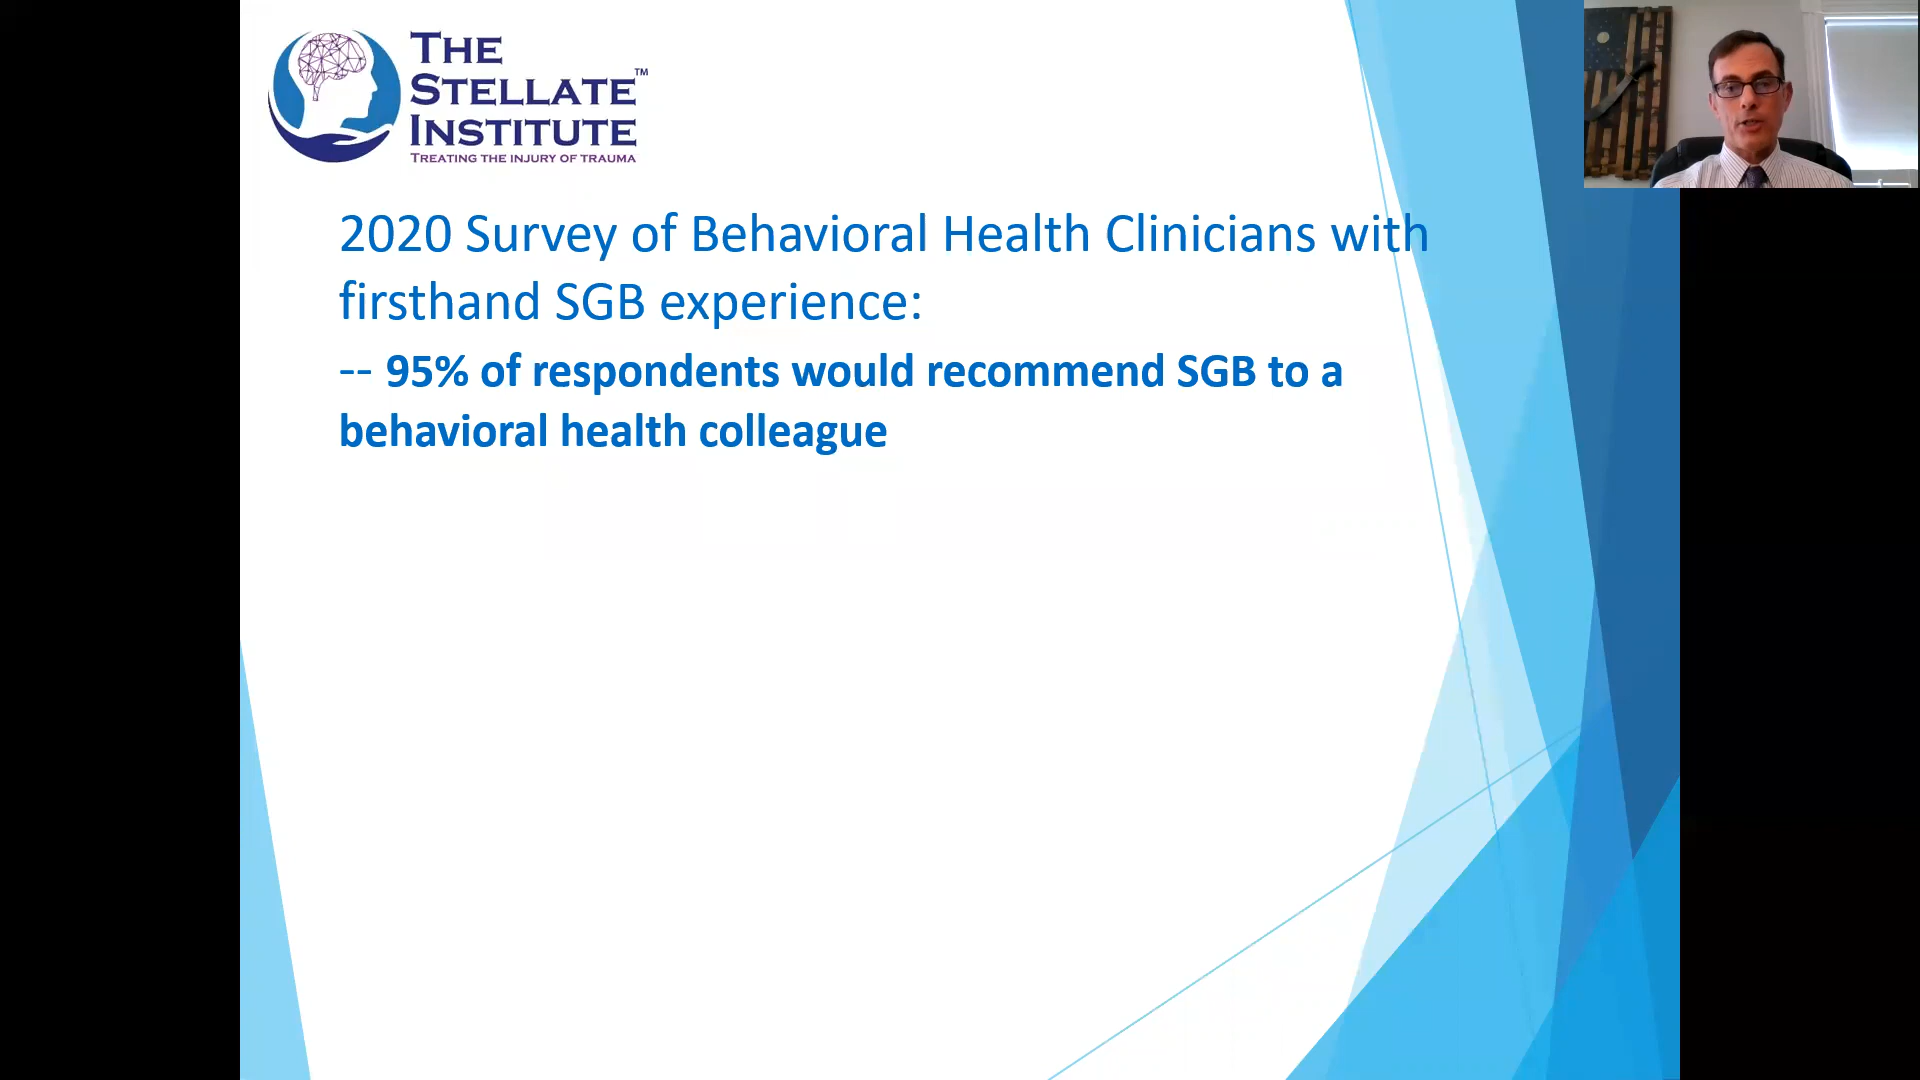 THE
STELLATE™
INSTITUTE
TREATING THE INJURY OF TRAUMA
2020 Survey of Behavioral Health Clinicians with
firsthand SGB experience:
-- 95% of respondents would recommend SGB to a
behavioral health colleague